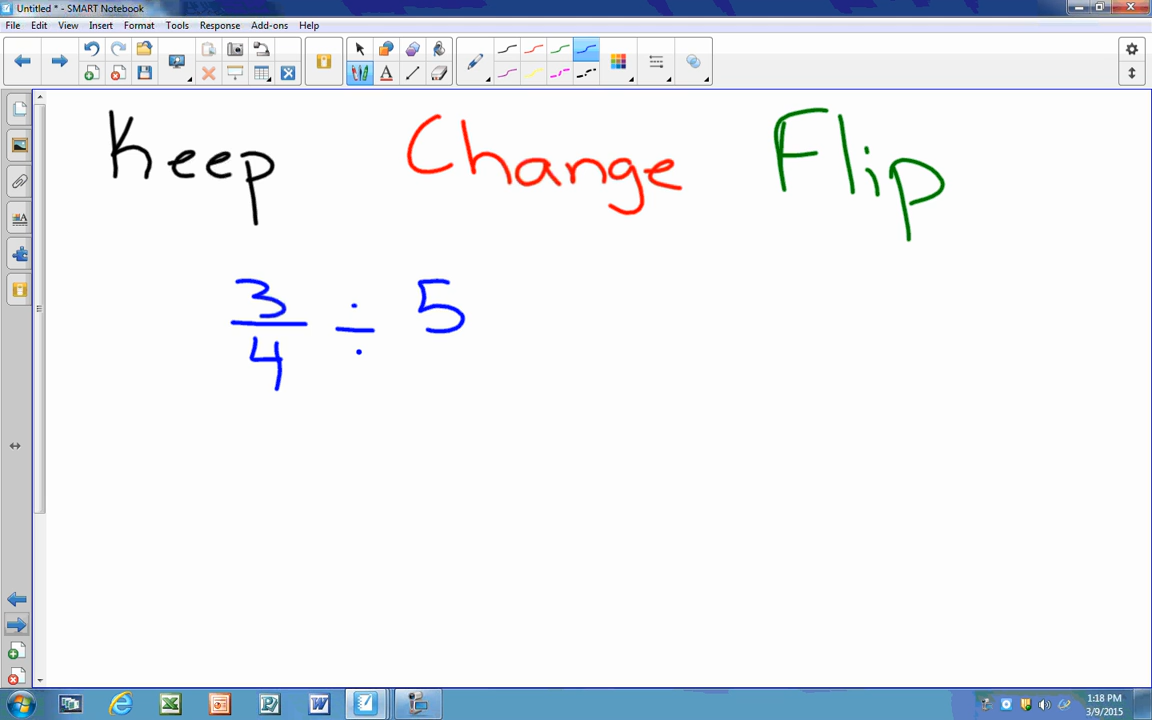 Untitled * - SMART Notebook
File Edit View Insert Format Tools Response Add-ons Help
Keep Change Flip
3/4 ÷ 5
1:18 PM
3/9/2015